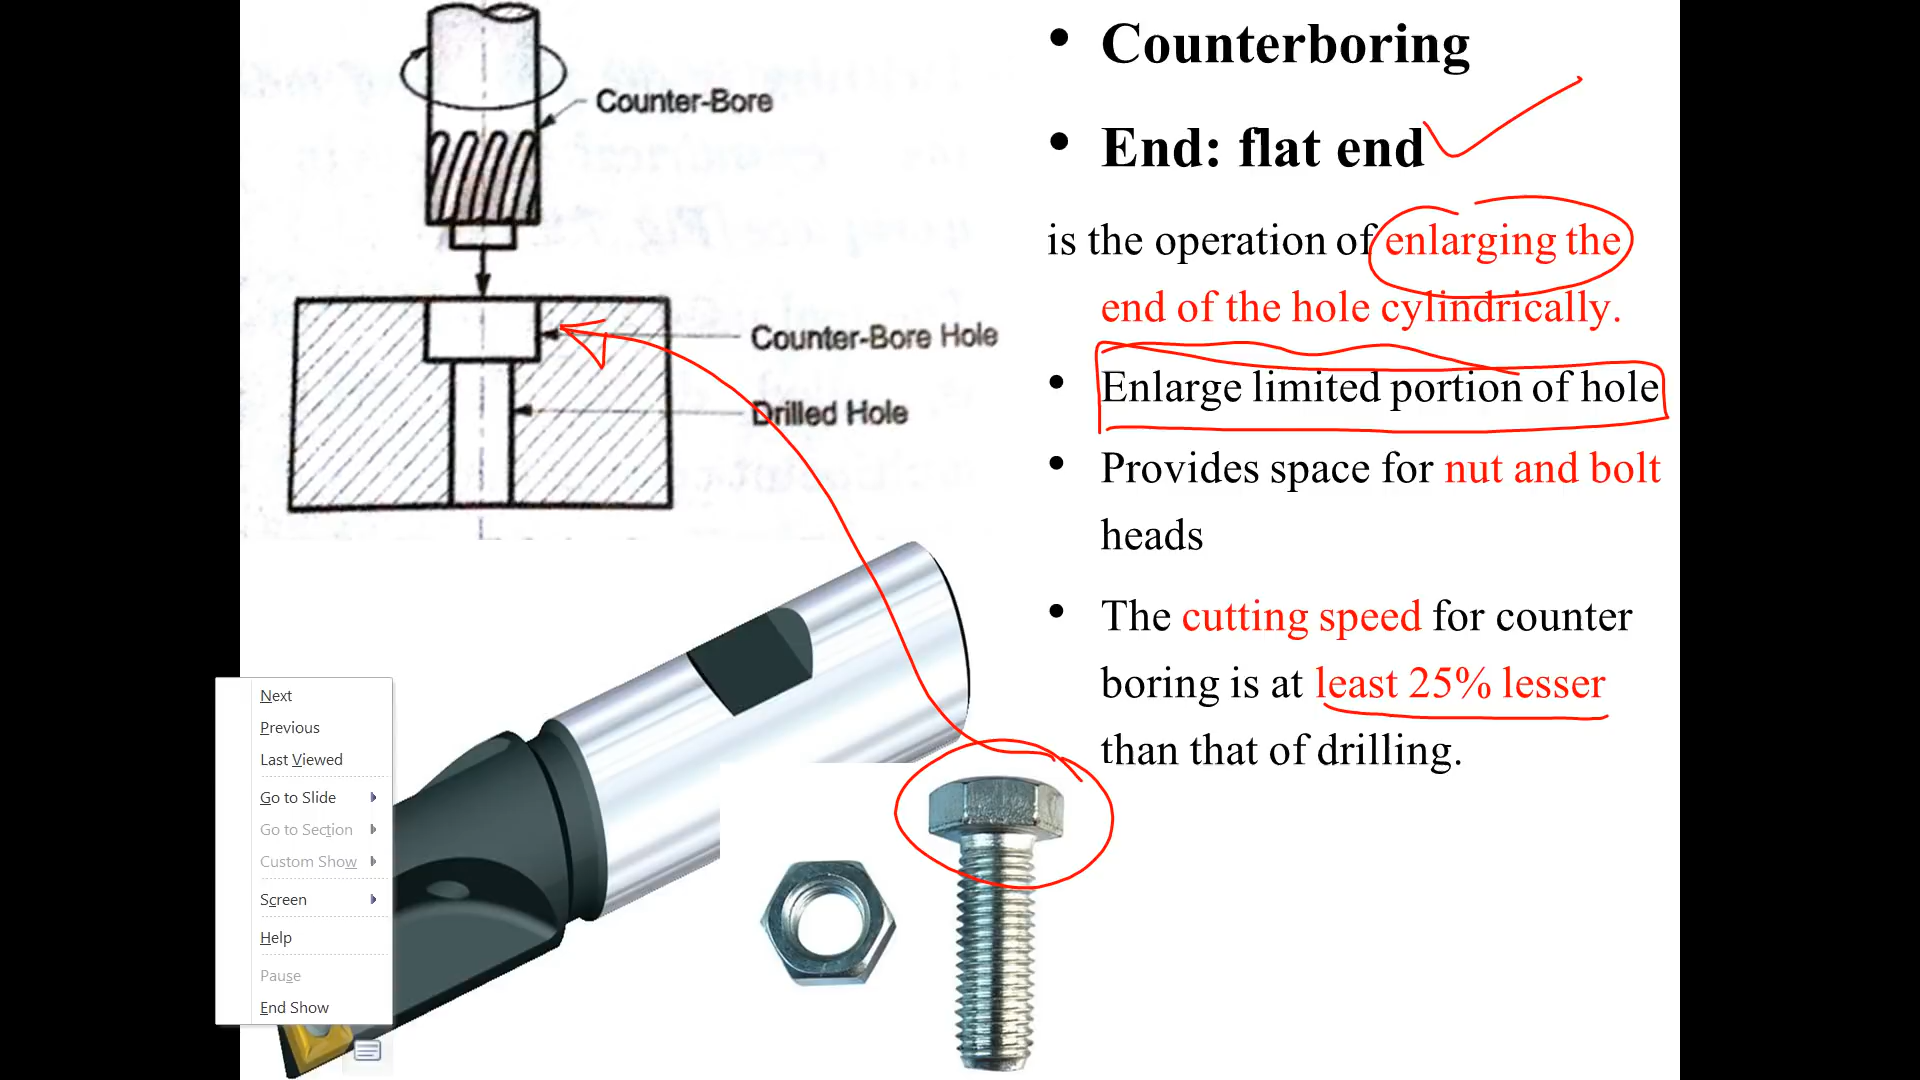 Counter-Bore
Counter-Bore Hole
Drilled Hole
• Counterboring
• End: flat end
is the operation of enlarging the
end of the hole cylindrically.
• Enlarge limited portion of hole
• Provides space for nut and bolt
heads
• The cutting speed for counter
boring is at least 25% lesser
than that of drilling.
Next
Previous
Last Viewed
Go to Slide
Go to Section
Custom Show
Screen
Help
Pause
End Show